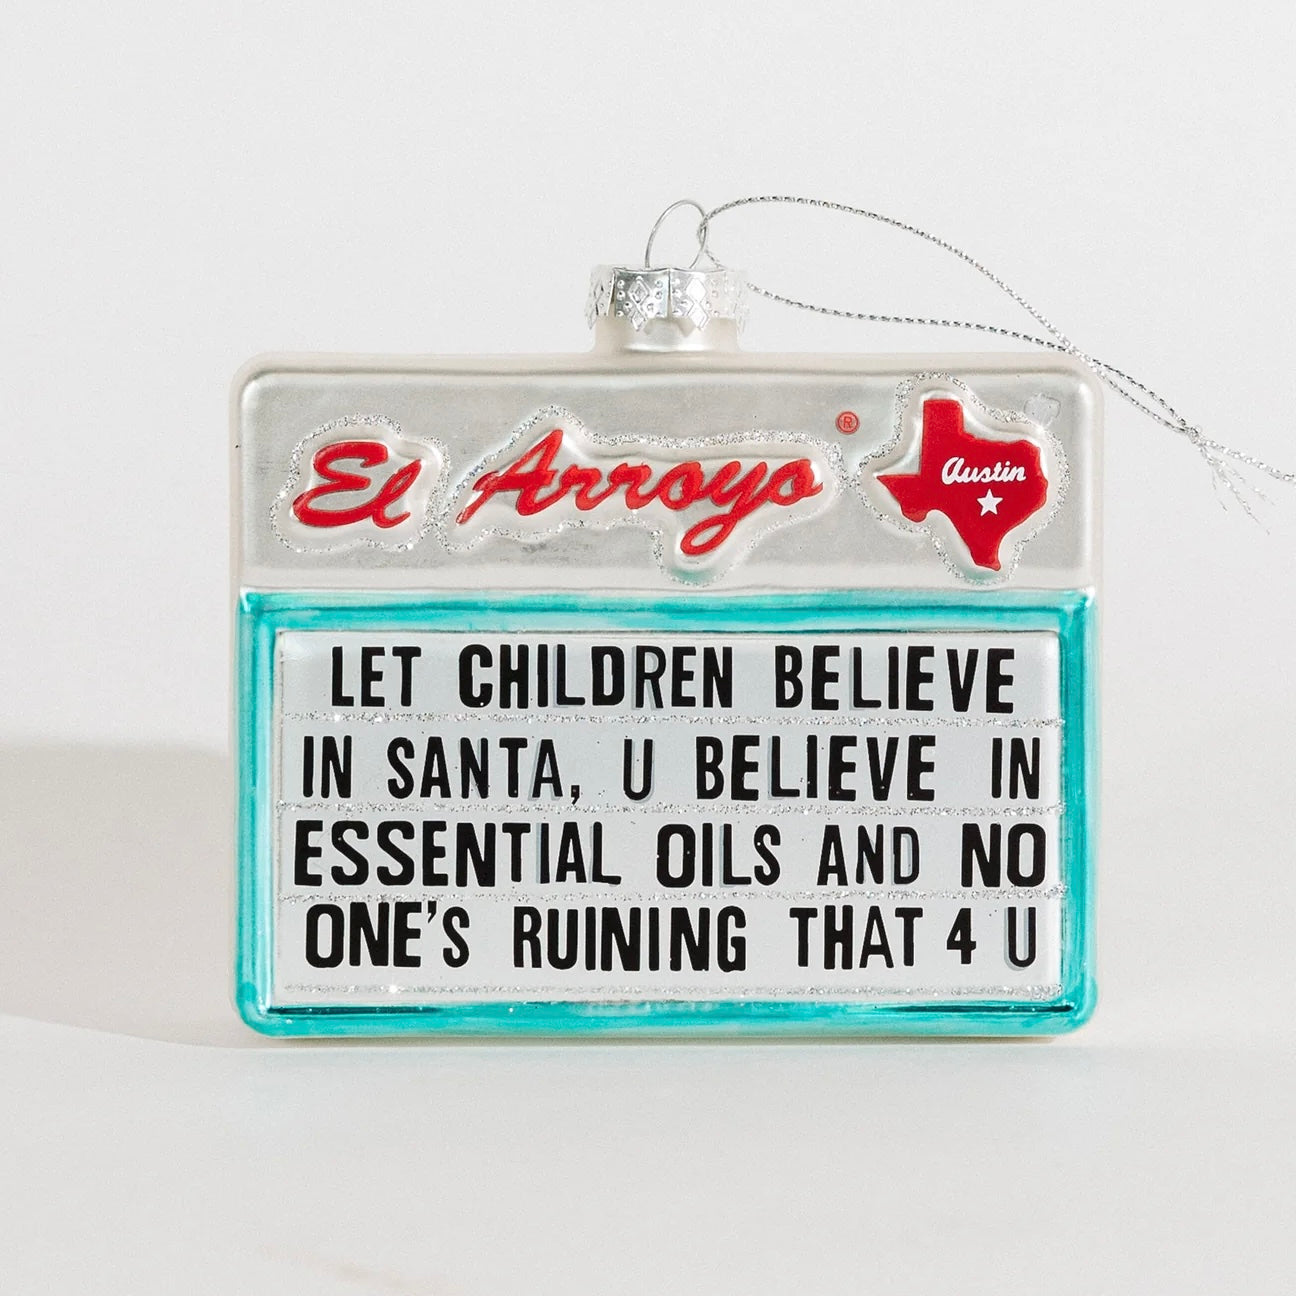 El Arroyo ®
Austin
LET CHILDREN BELIEVE
IN SANTA, U BELIEVE IN
ESSENTIAL OILS AND NO
ONE'S RUINING THAT 4 U